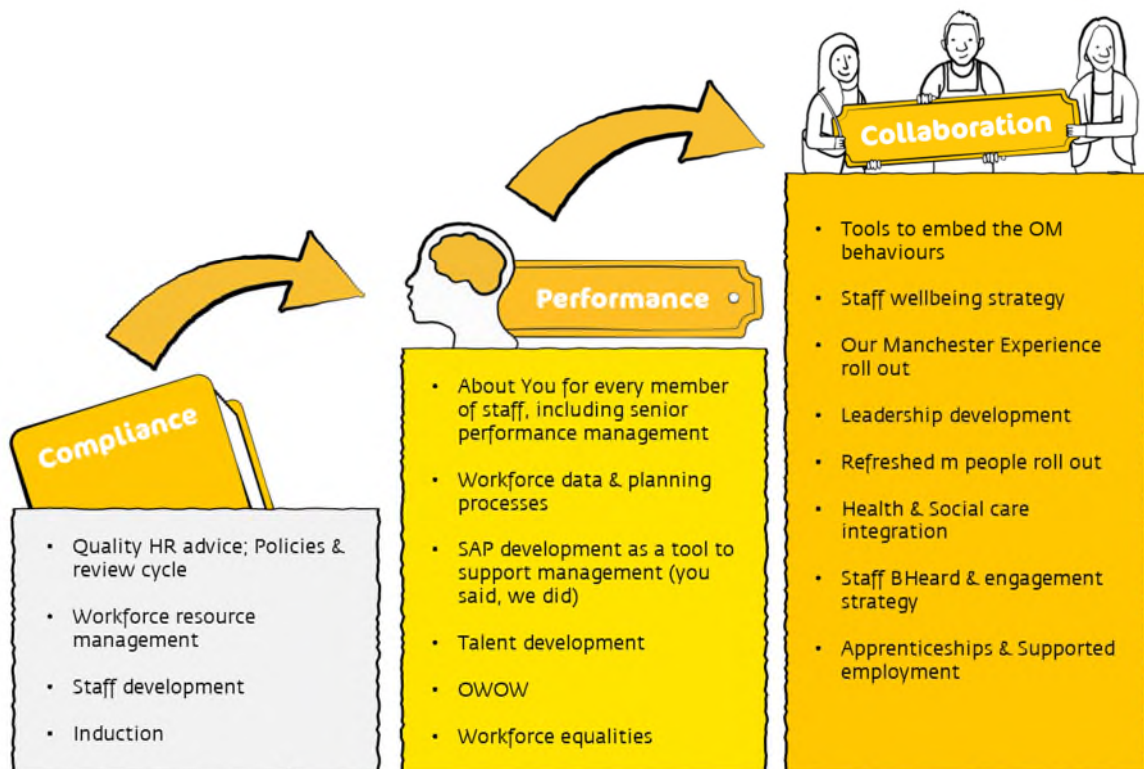 Compliance
• Quality HR advice; Policies &
review cycle
• Workforce resource
management
• Staff development
• Induction
Performance
• About You for every member
of staff, including senior
performance management
• Workforce data & planning
processes
• SAP development as a tool to
support management (you
said, we did)
• Talent development
• OWOW
• Workforce equalities
Collaboration
• Tools to embed the OM
behaviours
• Staff wellbeing strategy
• Our Manchester Experience
roll out
• Leadership development
• Refreshed m people roll out
• Health & Social care
integration
• Staff BHeard & engagement
strategy
• Apprenticeships & Supported
employment